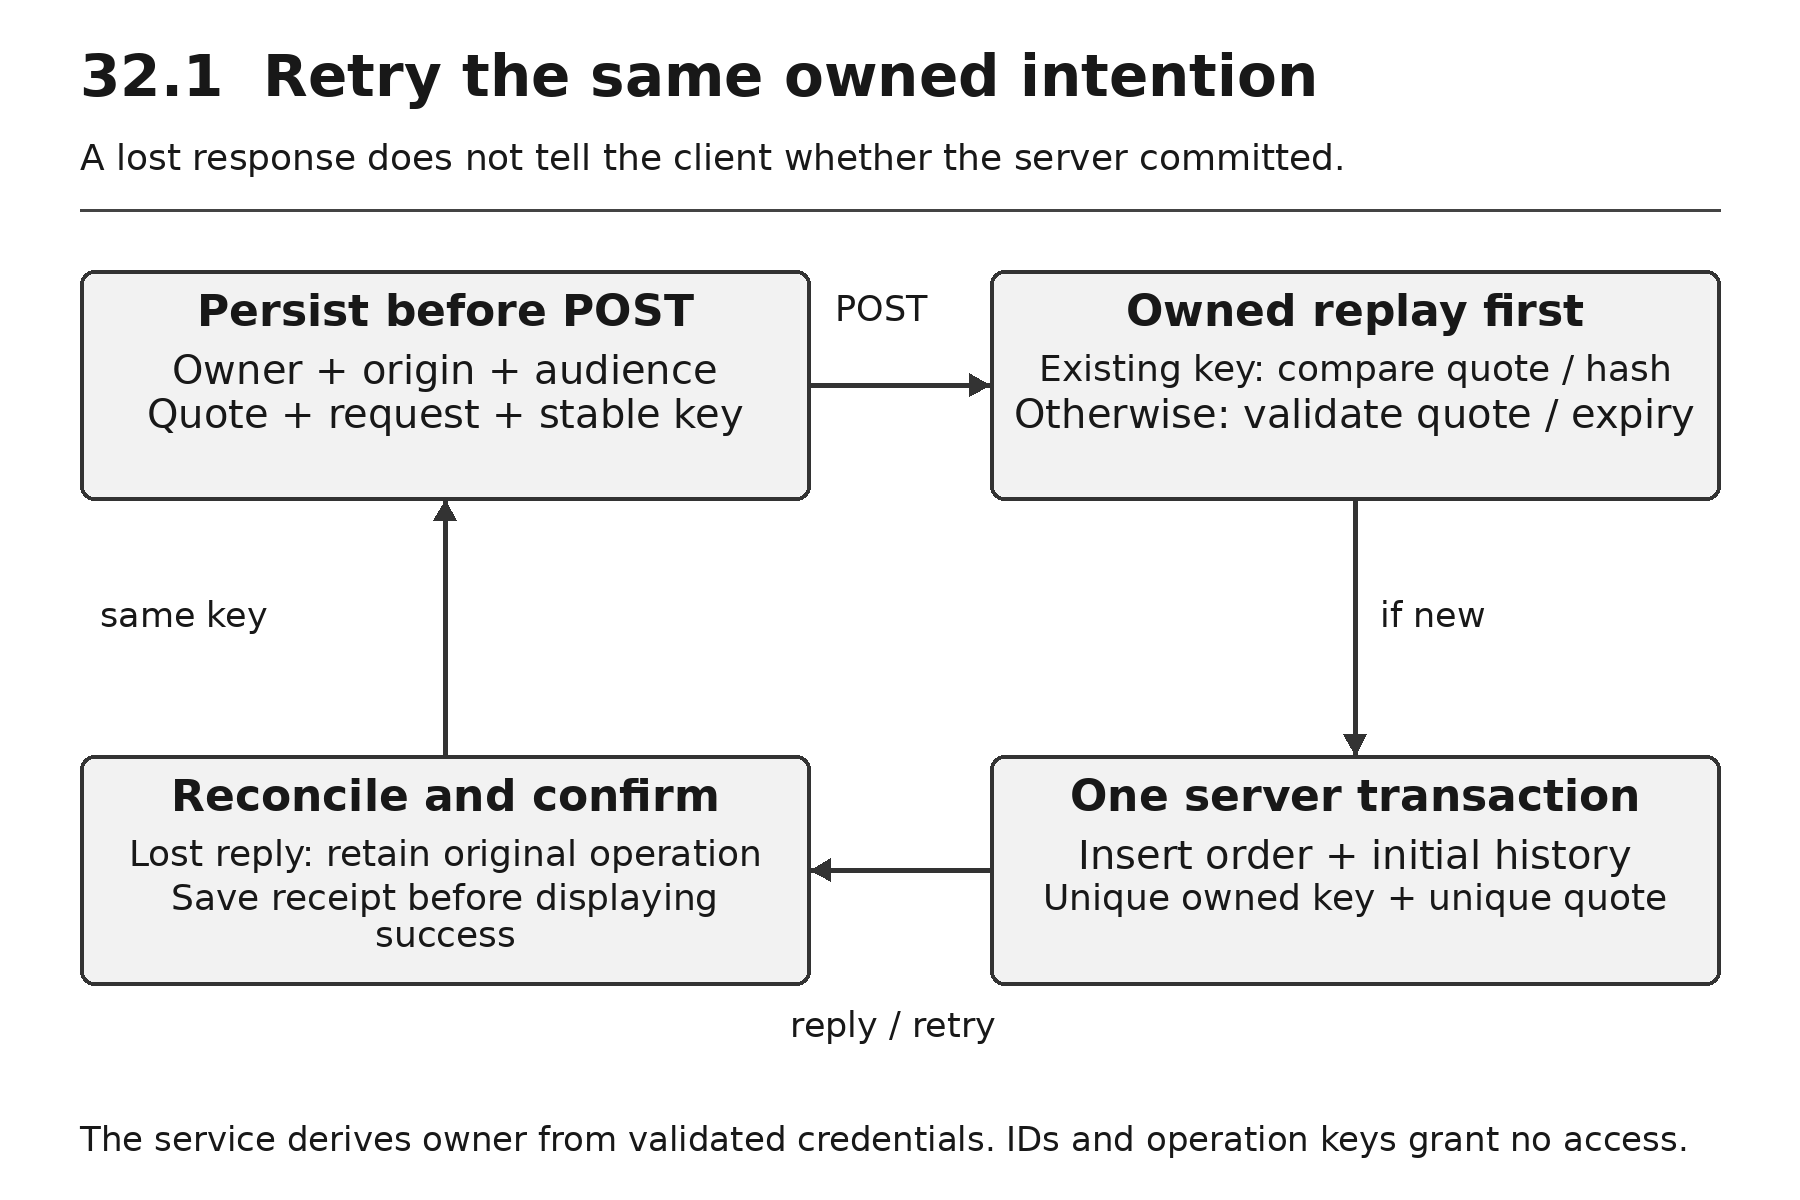 32.1 Retry the same owned intention
A lost response does not tell the client whether the server committed.
Persist before POST
Owner + origin + audience
Quote + request + stable key
POST
Owned replay first
Existing key: compare quote / hash
Otherwise: validate quote / expiry
same key
if new
Reconcile and confirm
Lost reply: retain original operation
Save receipt before displaying
success
One server transaction
Insert order + initial history
Unique owned key + unique quote
reply / retry
The service derives owner from validated credentials. IDs and operation keys grant no access.